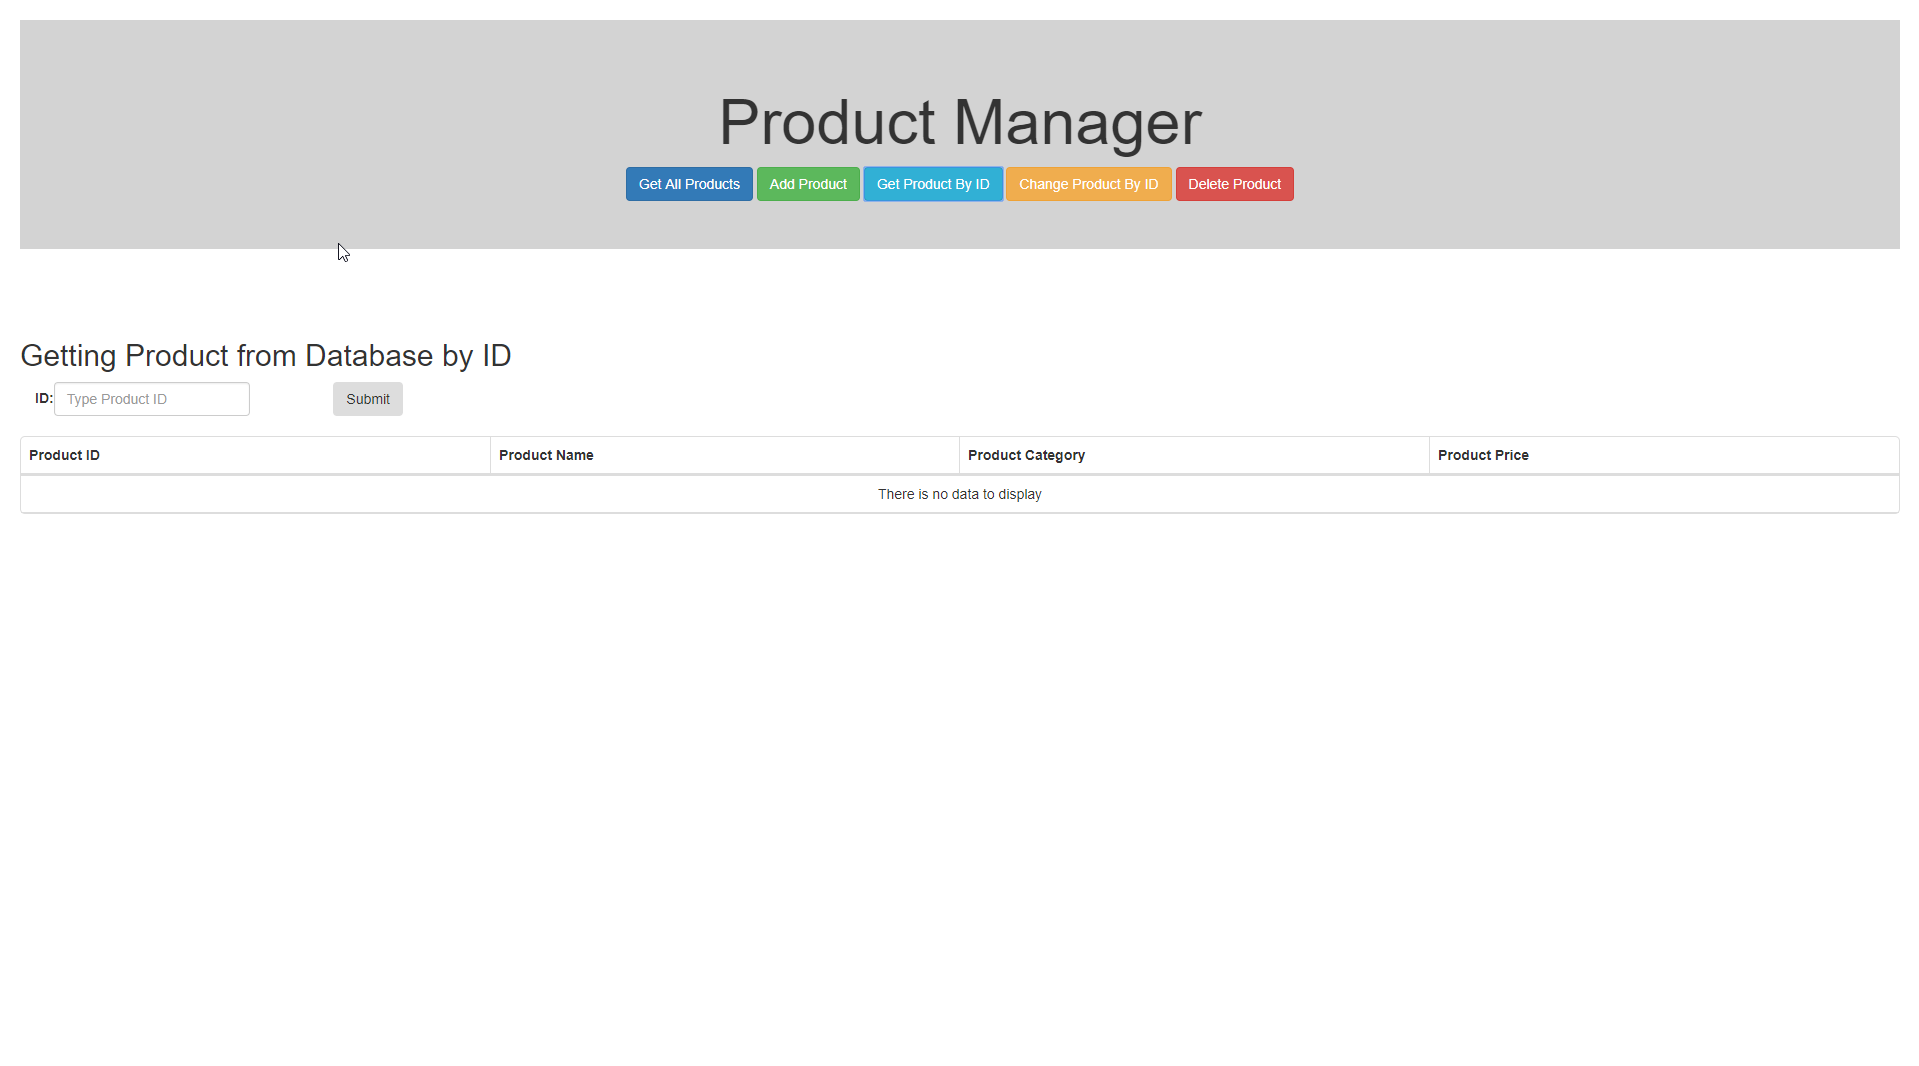 Product Manager
Get All Products Add Product Get Product By ID Change Product By ID Delete Product
Getting Product from Database by ID
ID: Type Product ID Submit
Product ID Product Name Product Category Product Price
There is no data to display